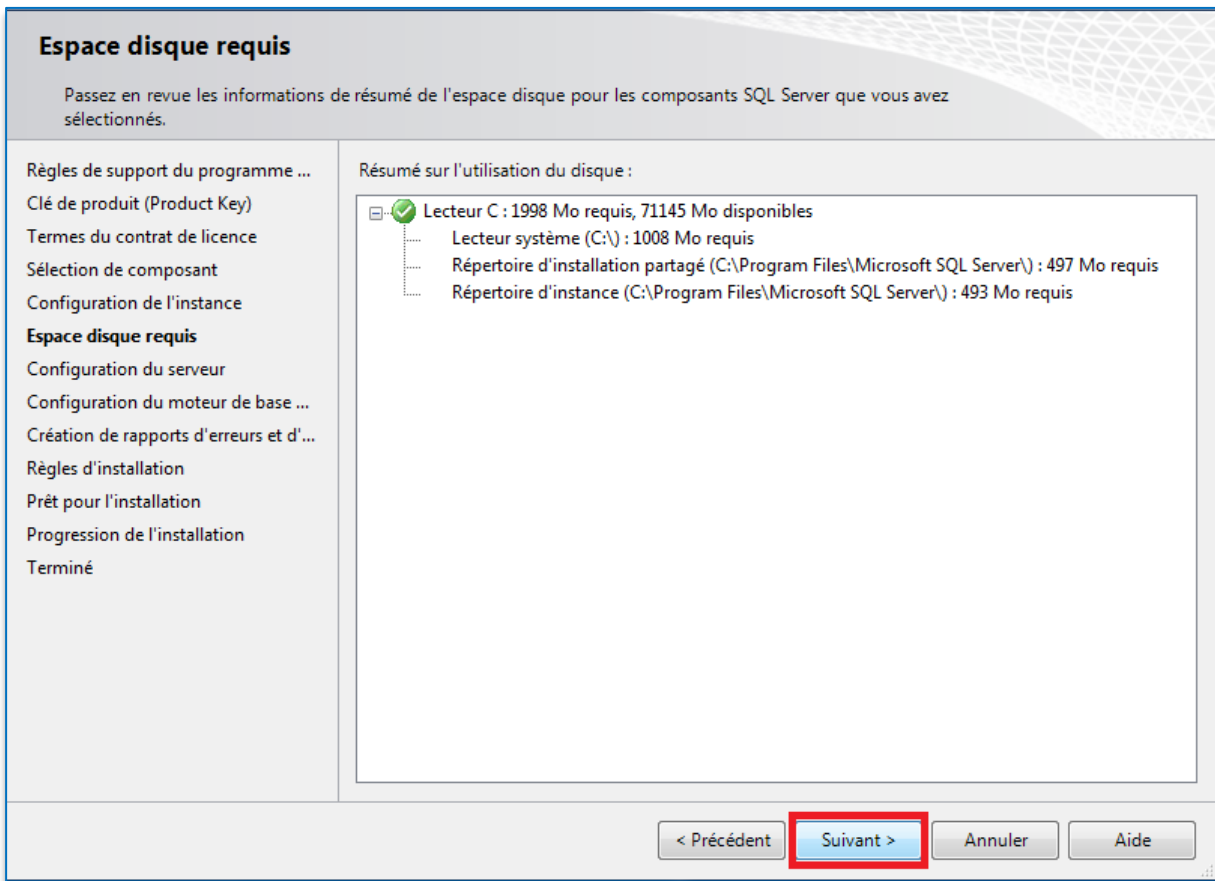 Espace disque requis
Passez en revue les informations de résumé de l'espace disque pour les composants SQL Server que vous avez
sélectionnés.
Règles de support du programme ...
Clé de produit (Product Key)
Termes du contrat de licence
Sélection de composant
Configuration de l'instance
Espace disque requis
Configuration du serveur
Configuration du moteur de base ...
Création de rapports d'erreurs et d'...
Règles d'installation
Prêt pour l'installation
Progression de l'installation
Terminé
Résumé sur l'utilisation du disque :
Lecteur C : 1998 Mo requis, 71145 Mo disponibles
Lecteur système (C:\) : 1008 Mo requis
Répertoire d'installation partagé (C:\Program Files\Microsoft SQL Server\) : 497 Mo requis
Répertoire d'instance (C:\Program Files\Microsoft SQL Server\) : 493 Mo requis
< Précédent
Suivant >
Annuler
Aide